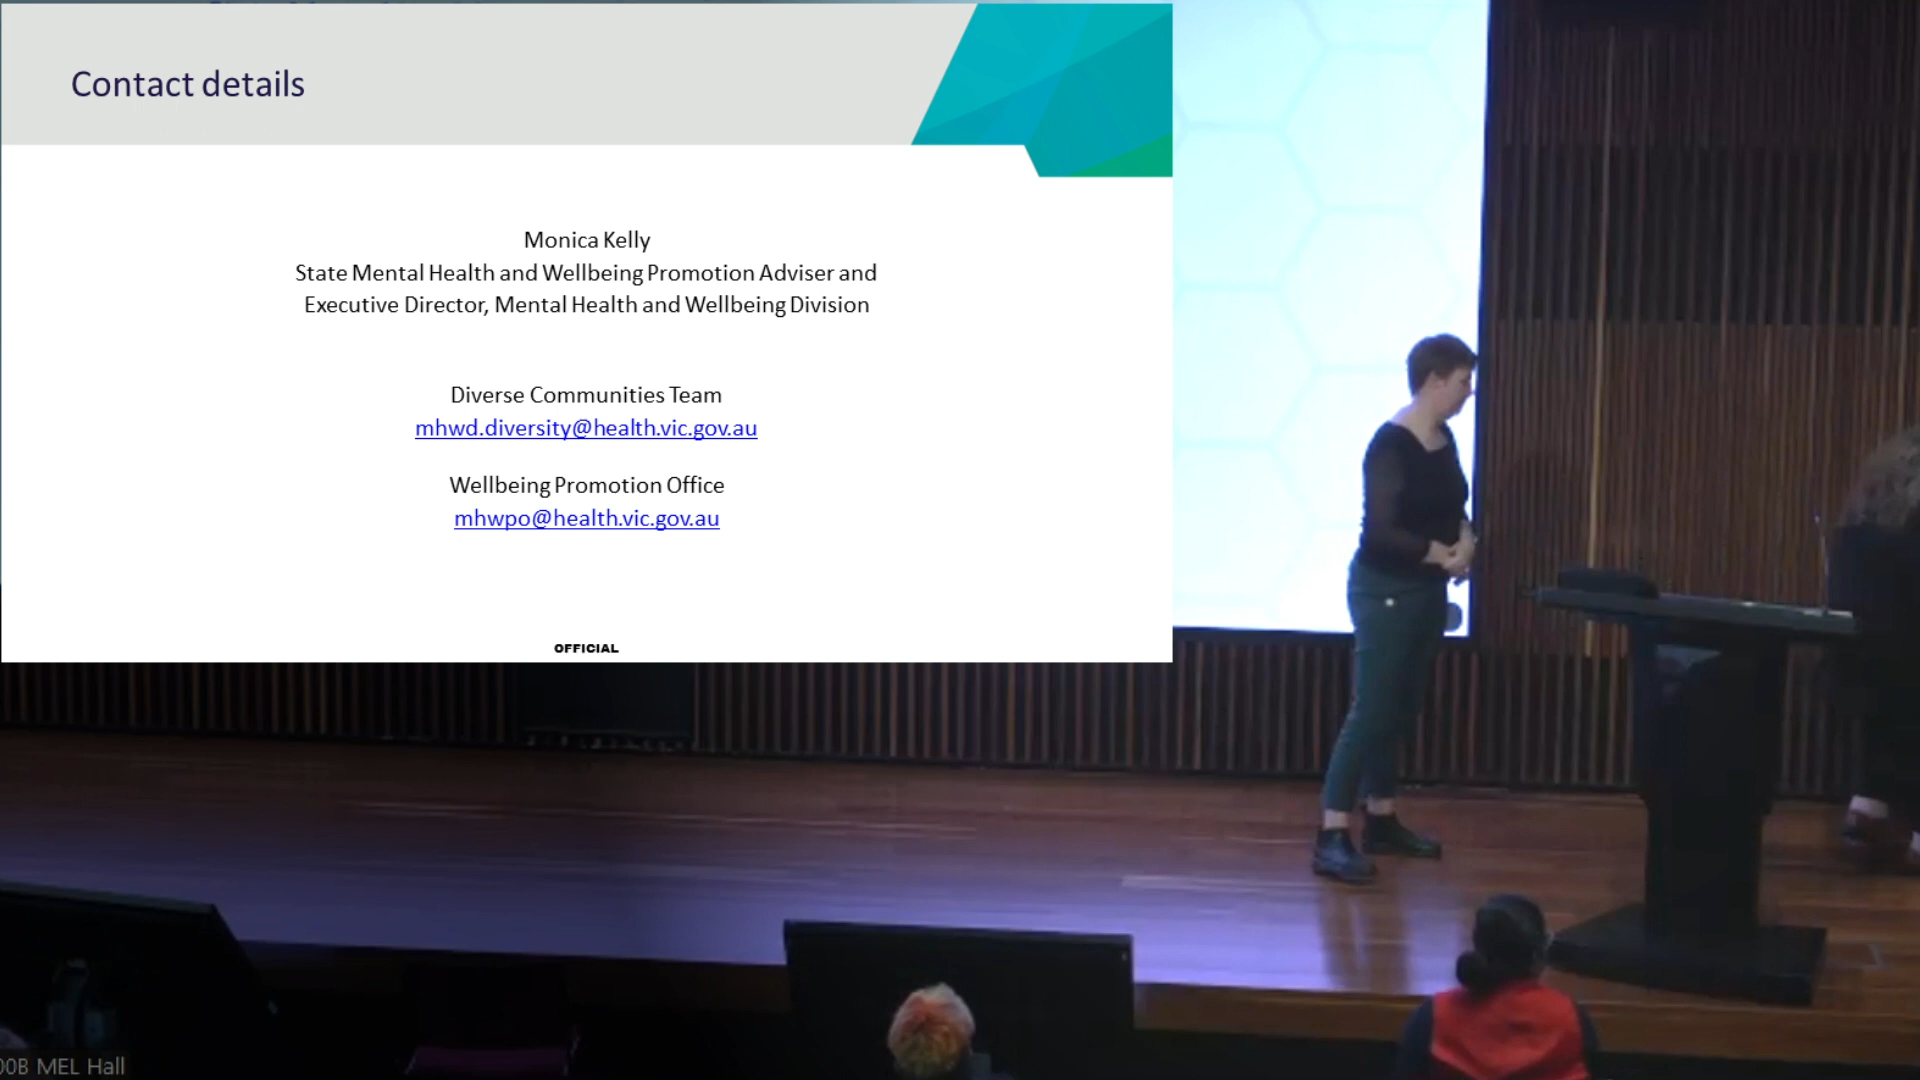 Contact details
Monica Kelly
State Mental Health and Wellbeing Promotion Adviser and
Executive Director, Mental Health and Wellbeing Division
Diverse Communities Team
mhwd.diversity@health.vic.gov.au
Wellbeing Promotion Office
mhwpo@health.vic.gov.au
OFFICIAL
MEL Hall